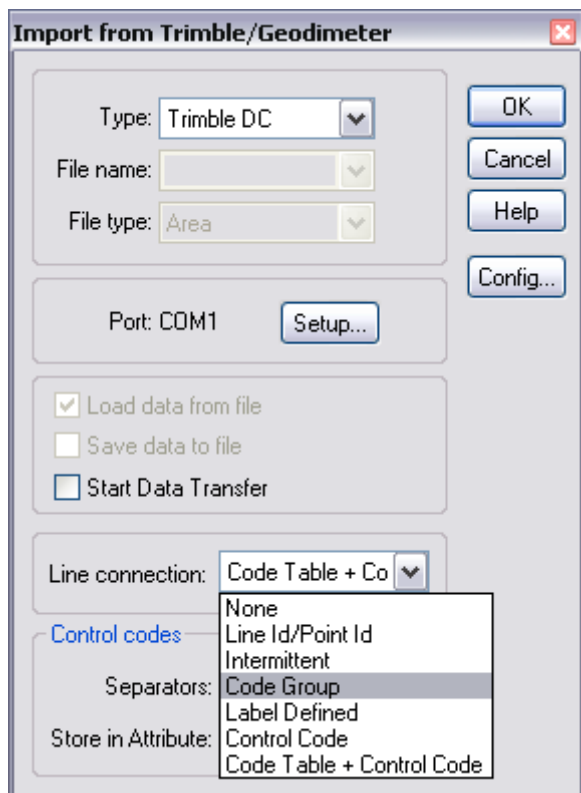 Import from Trimble/Geodimeter
Type: Trimble DC
File name:
File type: Area
OK
Cancel
Help
Config...
Port: COM1 Setup...
Load data from file
Save data to file
Start Data Transfer
Line connection: Code Table + Co
None
Line Id/Point Id
Intermittent
Code Group
Label Defined
Control Code
Code Table + Control Code
Control codes
Separators:
Store in Attribute: